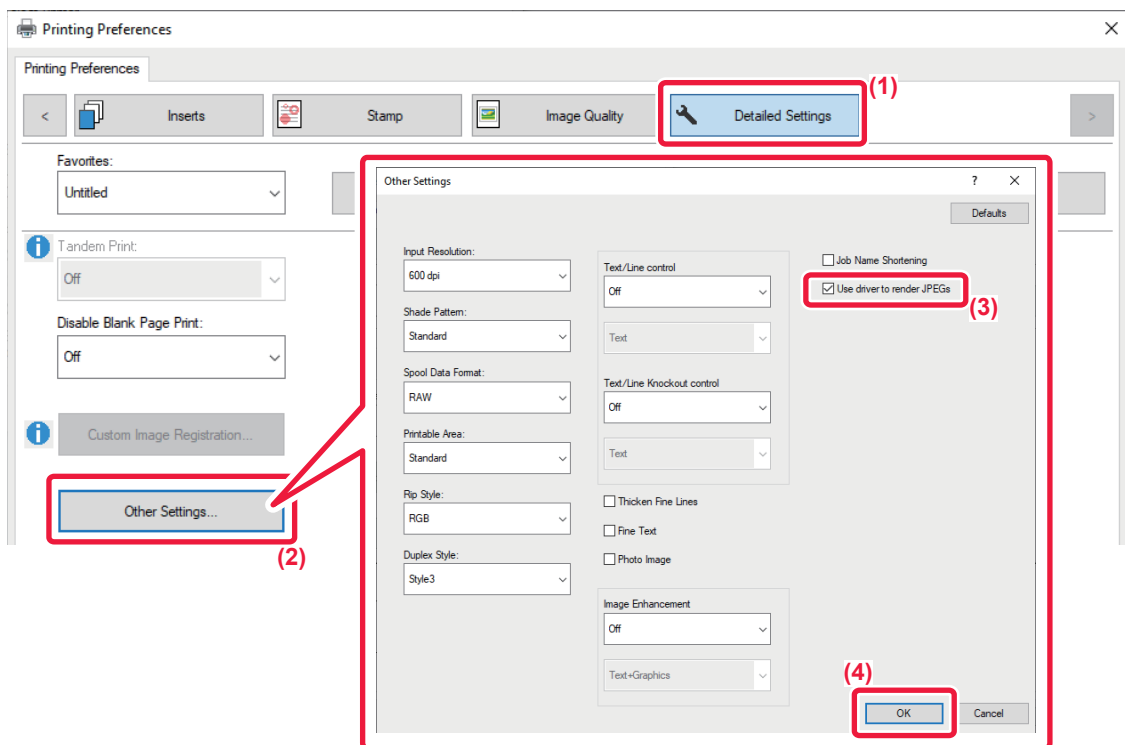 Printing Preferences
Printing Preferences
(1)
<
Inserts
Stamp
Image Quality
Detailed Settings
>
Favorites:
Untitled
Tandem Print:
Off
Disable Blank Page Print:
Off
Custom Image Registration...
Other Settings...
(2)
Other Settings
?
Defaults
Input Resolution:
600 dpi
Shade Pattern:
Standard
Spool Data Format:
RAW
Printable Area:
Standard
Rip Style:
RGB
Duplex Style:
Style3
Text/Line control
Off
Text
Text/Line Knockout control
Off
Text
Thicken Fine Lines
Fine Text
Photo Image
Image Enhancement
Off
Text+Graphics
Job Name Shortening
Use driver to render JPEGs
(3)
(4)
OK
Cancel